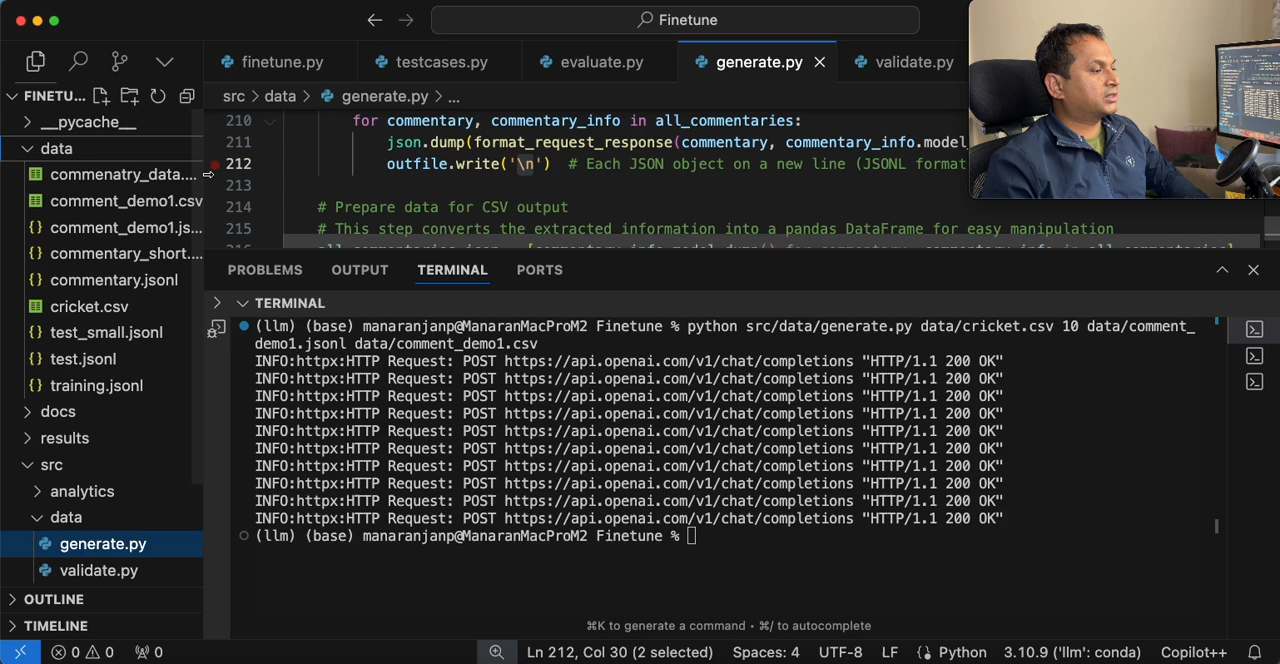 Finetune
finetune.py
testcases.py
evaluate.py
generate.py
validate.py
FINETU...
src > data > generate.py > ...
__pycache__
data
commenatry_data....
comment_demo1.csv
comment_demo1.js...
commentary_short....
commentary.jsonl
cricket.csv
test_small.jsonl
test.jsonl
training.jsonl
docs
results
src
analytics
data
generate.py
validate.py
OUTLINE
TIMELINE
210 for commentary, commentary_info in all_commentaries:
211 json.dump(format_request_response(commentary, commentary_info.model_
212 outfile.write('\n') # Each JSON object on a new line (JSONL format
213
214 # Prepare data for CSV output
215 # This step converts the extracted information into a pandas DataFrame for easy manipulation
PROBLEMS OUTPUT TERMINAL PORTS
TERMINAL
(llm) (base) manaranjanp@ManaranMacProM2 Finetune % python src/data/generate.py data/cricket.csv 10 data/comment_
demo1.jsonl data/comment_demo1.csv
INFO:httpx:HTTP Request: POST https://api.openai.com/v1/chat/completions "HTTP/1.1 200 OK"
INFO:httpx:HTTP Request: POST https://api.openai.com/v1/chat/completions "HTTP/1.1 200 OK"
INFO:httpx:HTTP Request: POST https://api.openai.com/v1/chat/completions "HTTP/1.1 200 OK"
INFO:httpx:HTTP Request: POST https://api.openai.com/v1/chat/completions "HTTP/1.1 200 OK"
INFO:httpx:HTTP Request: POST https://api.openai.com/v1/chat/completions "HTTP/1.1 200 OK"
INFO:httpx:HTTP Request: POST https://api.openai.com/v1/chat/completions "HTTP/1.1 200 OK"
INFO:httpx:HTTP Request: POST https://api.openai.com/v1/chat/completions "HTTP/1.1 200 OK"
INFO:httpx:HTTP Request: POST https://api.openai.com/v1/chat/completions "HTTP/1.1 200 OK"
INFO:httpx:HTTP Request: POST https://api.openai.com/v1/chat/completions "HTTP/1.1 200 OK"
INFO:httpx:HTTP Request: POST https://api.openai.com/v1/chat/completions "HTTP/1.1 200 OK"
(llm) (base) manaranjanp@ManaranMacProM2 Finetune %
⌘K to generate a command • ⌘/ to autocomplete
0 0 0 Ln 212, Col 30 (2 selected) Spaces: 4 UTF-8 LF Python 3.10.9 ('llm': conda) Copilot++